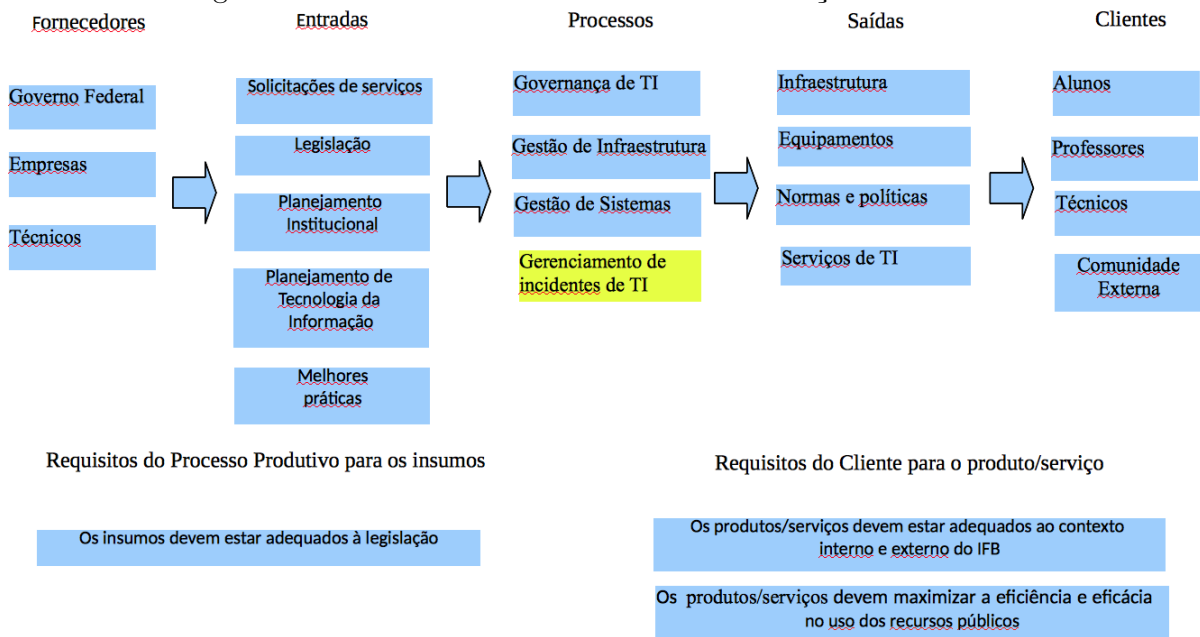 Fornecedores
Entradas
Processos
Saídas
Clientes
Governo Federal
Empresas
Técnicos
Solicitações de serviços
Legislação
Planejamento
Institucional
Planejamento de
Tecnologia da
Informação
Melhores
práticas
Governança de TI
Gestão de Infraestrutura
Gestão de Sistemas
Gerenciamento de
incidentes de TI
Infraestrutura
Equipamentos
Normas e políticas
Serviços de TI
Alunos
Professores
Técnicos
Comunidade
Externa
Requisitos do Processo Produtivo para os insumos
Os insumos devem estar adequados à legislação
Requisitos do Cliente para o produto/serviço
Os produtos/serviços devem estar adequados ao contexto
interno e externo do IFB
Os produtos/serviços devem maximizar a eficiência e eficácia
no uso dos recursos públicos